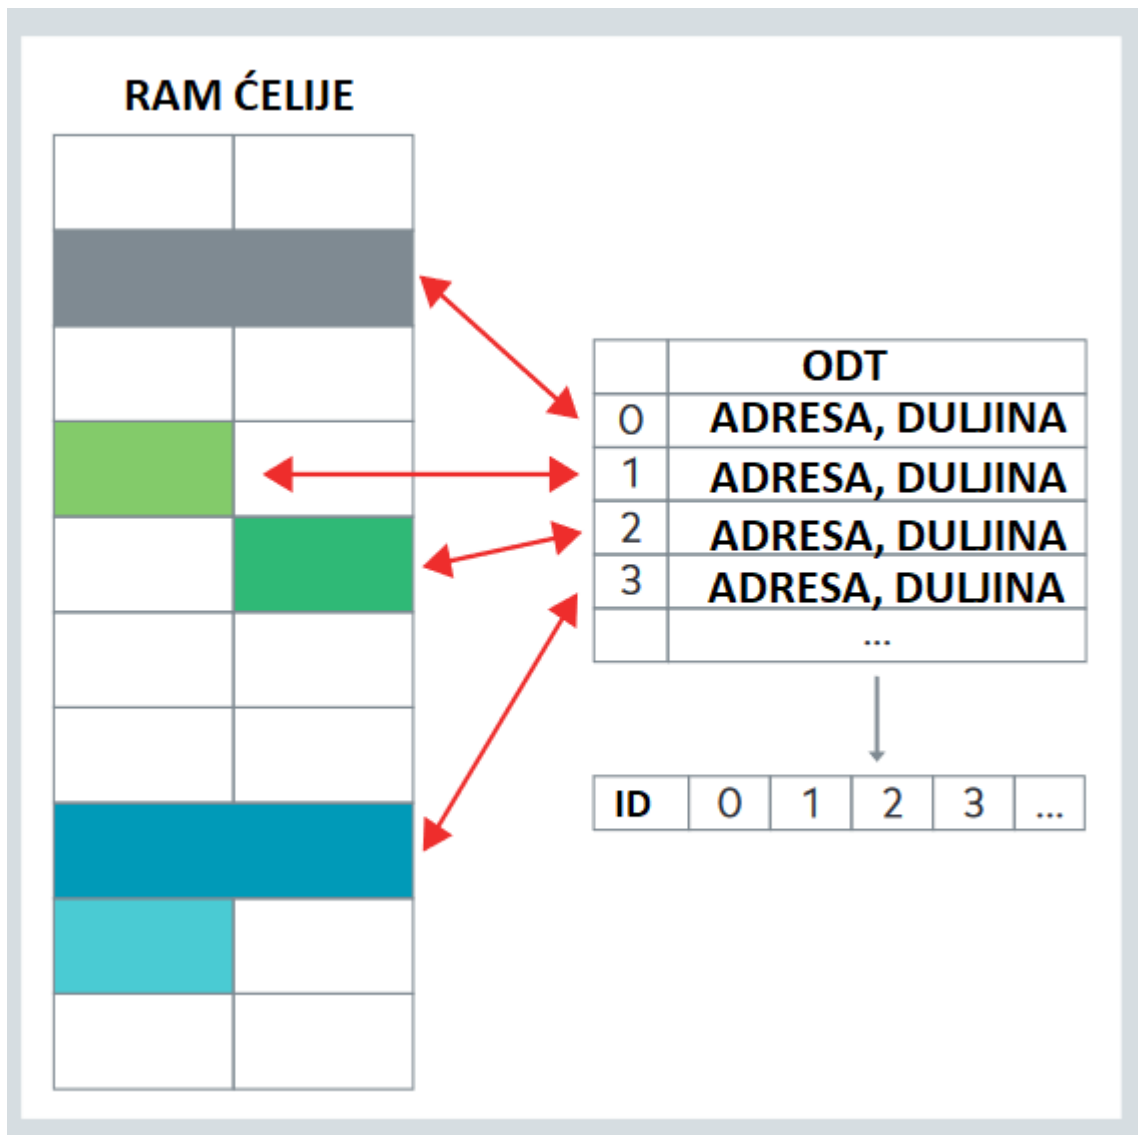 RAM ĆELIJE
ODT
0 ADRESA, DULJINA
1 ADRESA, DULJINA
2 ADRESA, DULJINA
3 ADRESA, DULJINA
...
ID 0 1 2 3 ...